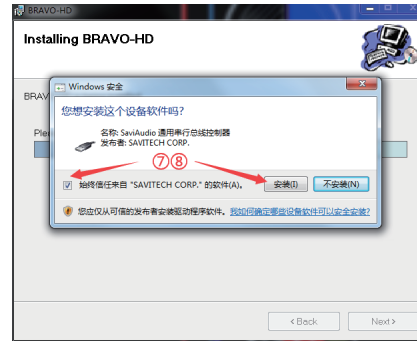 BRAVO-HD
Installing BRAVO-HD
BRAV
Windows 安全
您想安装这个设备软件吗?
名称: SaviAudio 通用串行总线控制器
发布者: SAVITECH CORP.
Plea
⑦⑧
始终信任来自 "SAVITECH CORP." 的软件(A)。
安装(I)
不安装(N)
您应仅从可信的发布者安装驱动程序软件。我如何确定哪些设备软件可以安全安装?
< Back
Next >